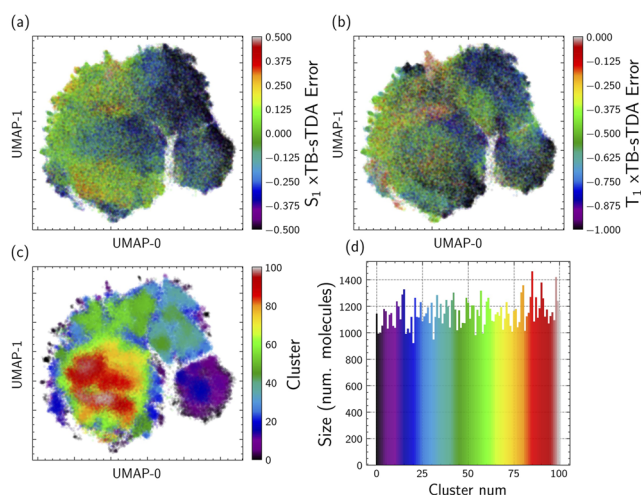 (a)
UMAP-1
UMAP-0
0.500
0.375
0.250
0.125
0.000
−0.125
−0.250
−0.375
−0.500
S₁ xTB-sTDA Error
(b)
UMAP-1
UMAP-0
0.000
−0.125
−0.250
−0.375
−0.500
−0.625
−0.750
−0.875
−1.000
T₁ xTB-sTDA Error
(c)
UMAP-1
UMAP-0
100
80
60
40
20
0
Cluster
(d)
Size (num. molecules)
1400
1200
1000
800
600
400
200
0
0 25 50 75 100
Cluster num